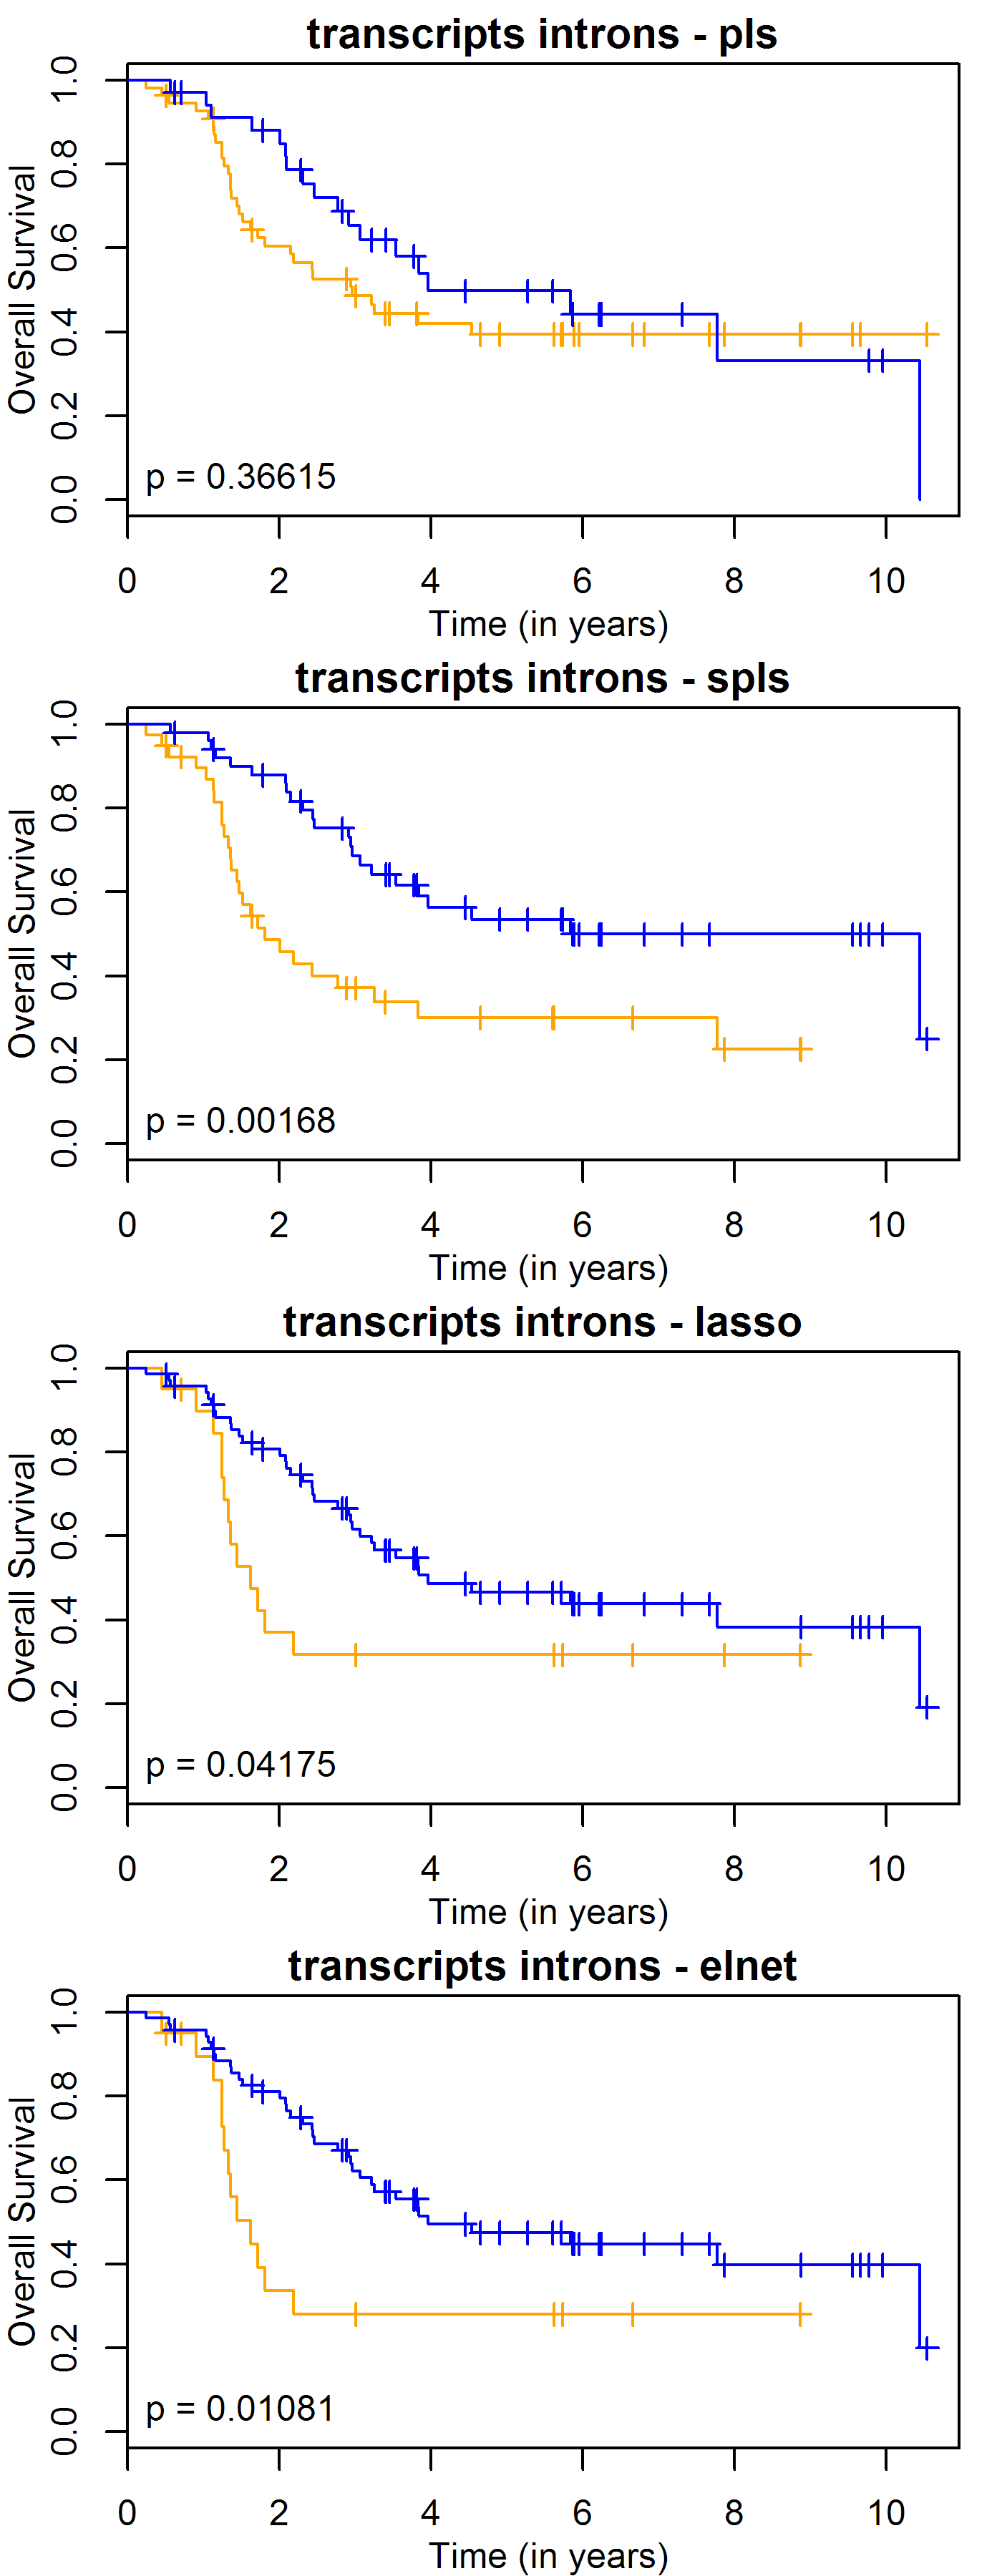 transcripts introns - pls
Overall Survival
1.0
0.8
0.6
0.4
0.2
0.0
p = 0.36615
0 2 4 6 8 10
Time (in years)
transcripts introns - spls
Overall Survival
1.0
0.8
0.6
0.4
0.2
0.0
p = 0.00168
0 2 4 6 8 10
Time (in years)
transcripts introns - lasso
Overall Survival
1.0
0.8
0.6
0.4
0.2
0.0
p = 0.04175
0 2 4 6 8 10
Time (in years)
transcripts introns - elnet
Overall Survival
1.0
0.8
0.6
0.4
0.2
0.0
p = 0.01081
0 2 4 6 8 10
Time (in years)